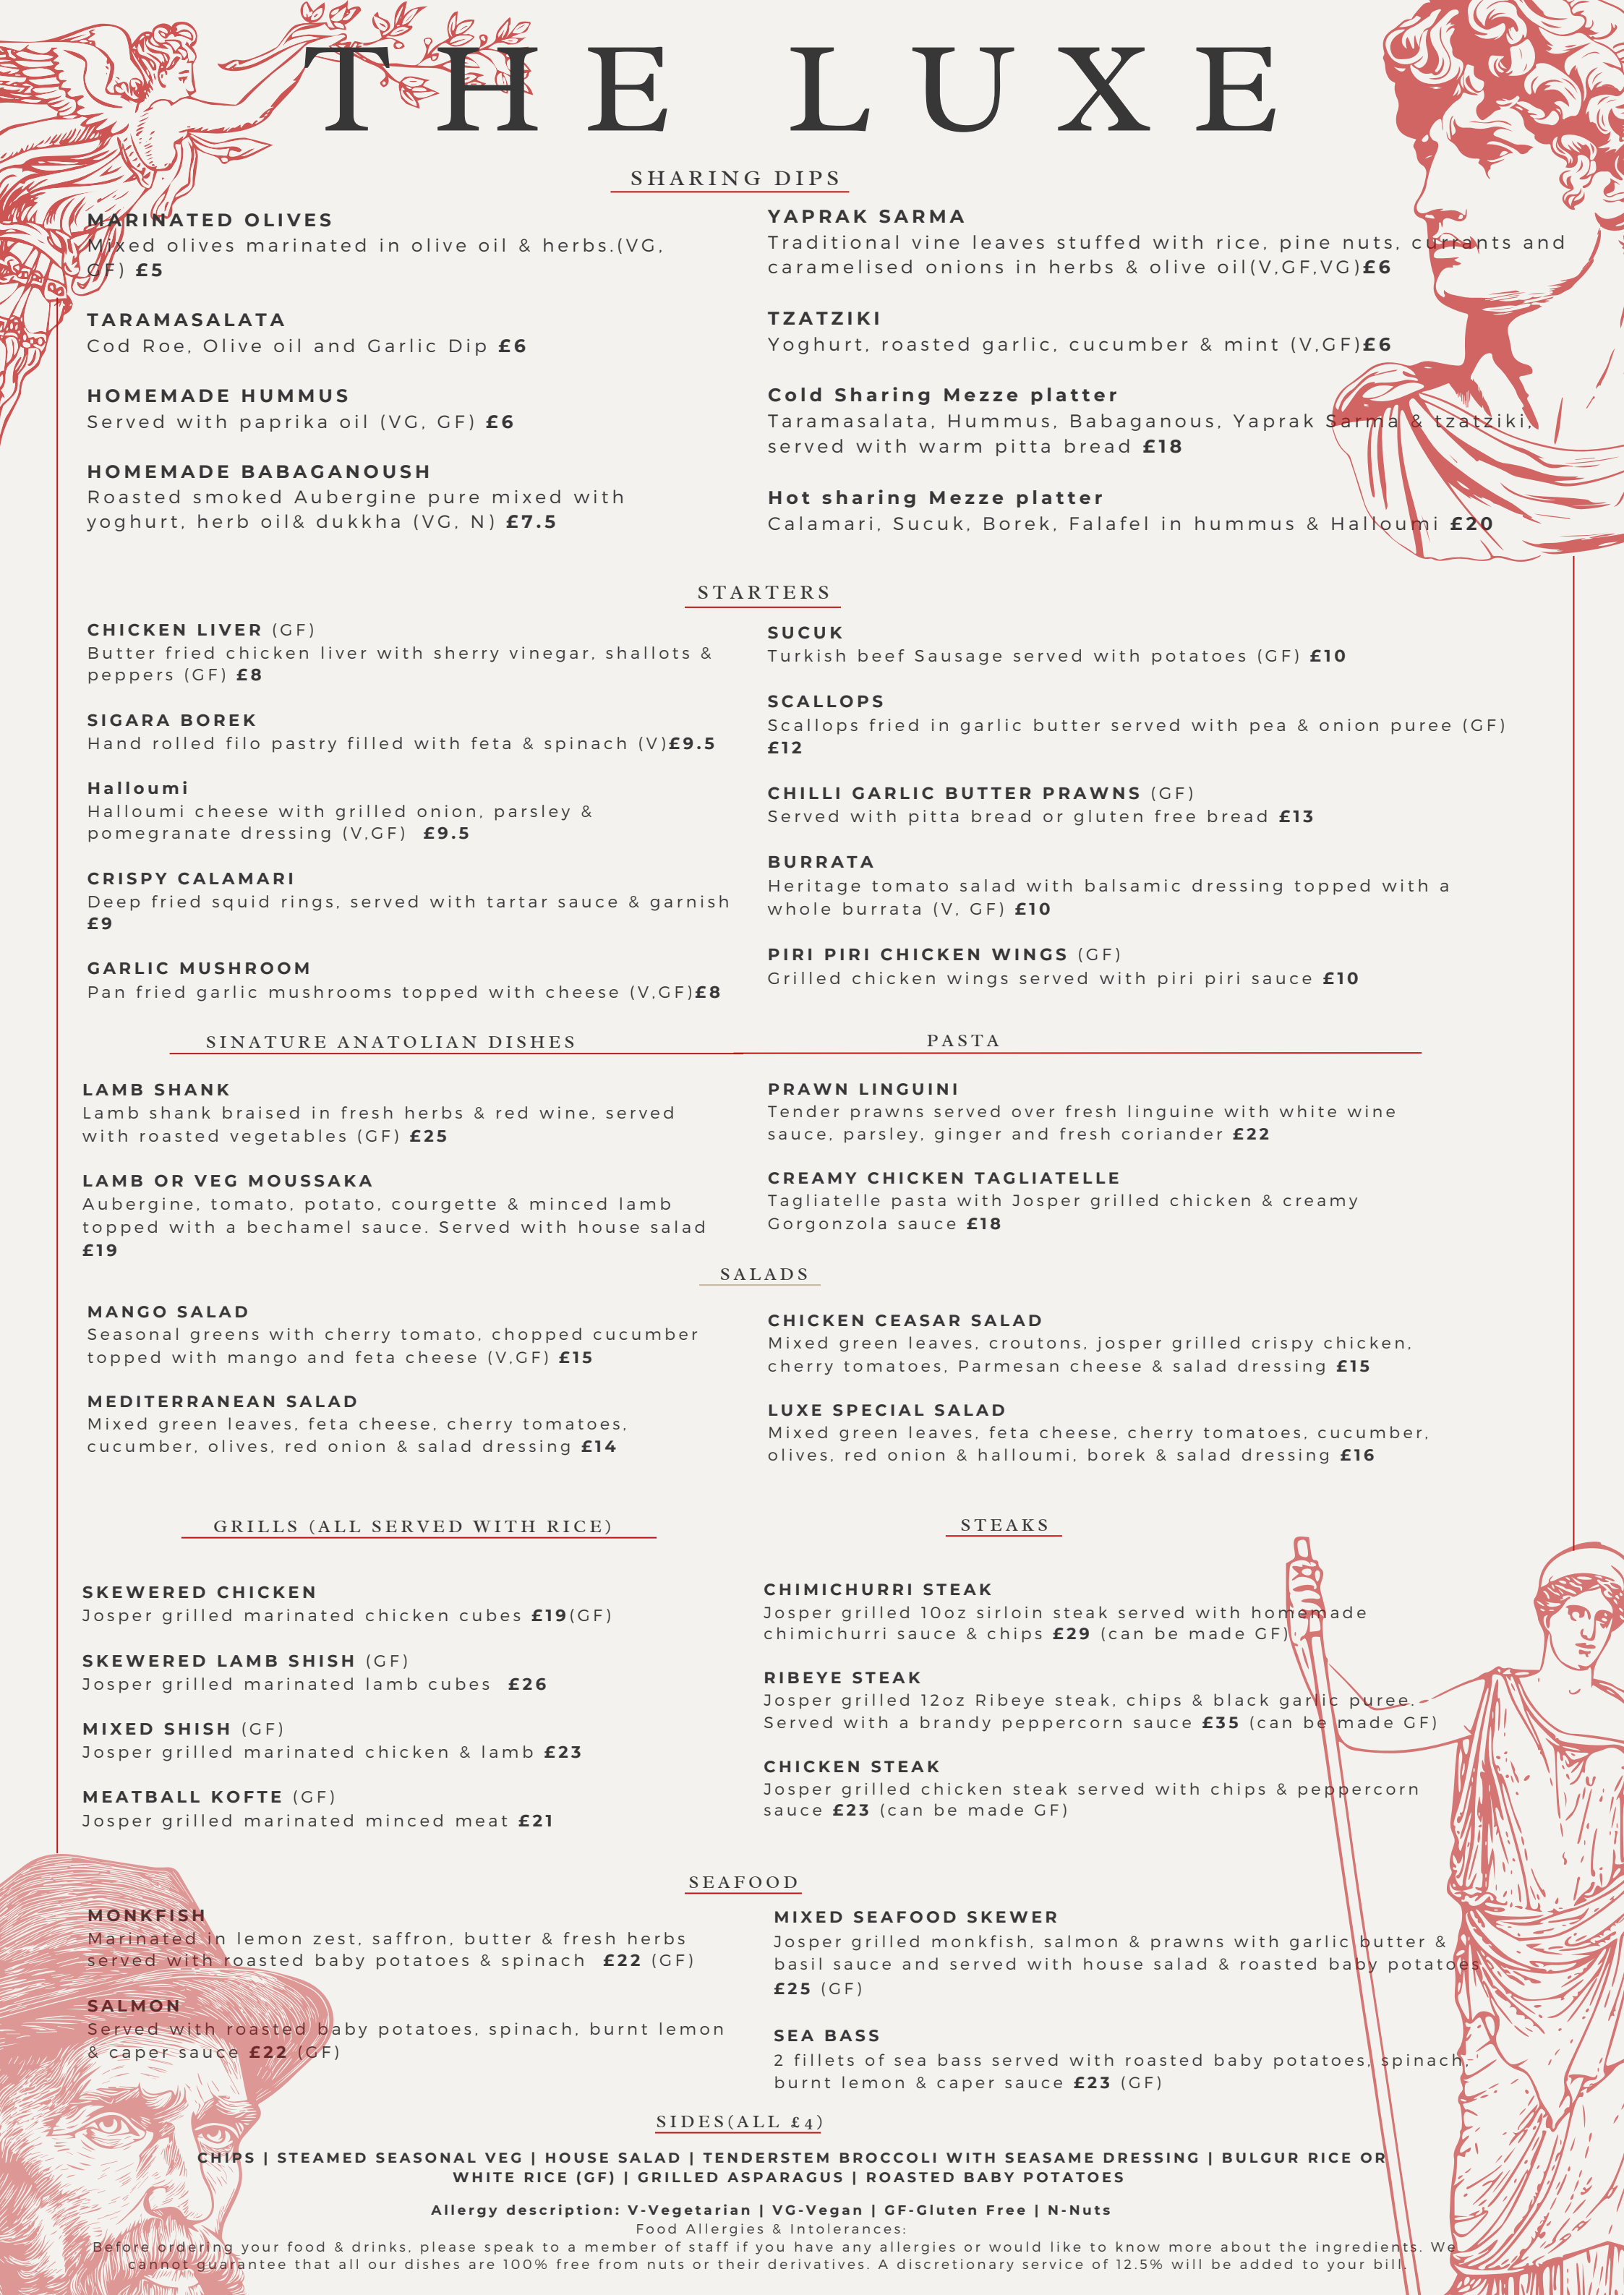 THE LUXE
SHARING DIPS
MARINATED OLIVES
Mixed olives marinated in olive oil & herbs.(VG,
GF) £5
TARAMASALATA
Cod Roe, Olive oil and Garlic Dip £6
HOMEMADE HUMMUS
Served with paprika oil (VG, GF) £6
HOMEMADE BABAGANOUSH
Roasted smoked Aubergine pure mixed with
yoghurt, herb oil& dukkha (VG, N) £7.5
YAPRAK SARMA
Traditional vine leaves stuffed with rice, pine nuts, currants and
caramelised onions in herbs & olive oil(V,GF,VG)£6
TZATZIKI
Yoghurt, roasted garlic, cucumber & mint (V,GF)£6
Cold Sharing Mezze platter
Taramasalata, Hummus, Babaganous, Yaprak Sarma & tzatziki,
served with warm pitta bread £18
Hot sharing Mezze platter
Calamari, Sucuk, Borek, Falafel in hummus & Halloumi £20
STARTERS
CHICKEN LIVER (GF)
Butter fried chicken liver with sherry vinegar, shallots &
peppers (GF) £8
SIGARA BOREK
Hand rolled filo pastry filled with feta & spinach (V)£9.5
Halloumi
Halloumi cheese with grilled onion, parsley &
pomegranate dressing (V,GF) £9.5
CRISPY CALAMARI
Deep fried squid rings, served with tartar sauce & garnish
£9
GARLIC MUSHROOM
Pan fried garlic mushrooms topped with cheese (V,GF)£8
SUCUK
Turkish beef Sausage served with potatoes (GF) £10
SCALLOPS
Scallops fried in garlic butter served with pea & onion puree (GF)
£12
CHILLI GARLIC BUTTER PRAWNS (GF)
Served with pitta bread or gluten free bread £13
BURRATA
Heritage tomato salad with balsamic dressing topped with a
whole burrata (V, GF) £10
PIRI PIRI CHICKEN WINGS (GF)
Grilled chicken wings served with piri piri sauce £10
SINATURE ANATOLIAN DISHES
LAMB SHANK
Lamb shank braised in fresh herbs & red wine, served
with roasted vegetables (GF) £25
LAMB OR VEG MOUSSAKA
Aubergine, tomato, potato, courgette & minced lamb
topped with a bechamel sauce. Served with house salad
£19
PASTA
PRAWN LINGUINI
Tender prawns served over fresh linguine with white wine
sauce, parsley, ginger and fresh coriander £22
CREAMY CHICKEN TAGLIATELLE
Tagliatelle pasta with Josper grilled chicken & creamy
Gorgonzola sauce £18
SALADS
MANGO SALAD
Seasonal greens with cherry tomato, chopped cucumber
topped with mango and feta cheese (V,GF) £15
MEDITERRANEAN SALAD
Mixed green leaves, feta cheese, cherry tomatoes,
cucumber, olives, red onion & salad dressing £14
CHICKEN CEASAR SALAD
Mixed green leaves, croutons, josper grilled crispy chicken,
cherry tomatoes, Parmesan cheese & salad dressing £15
LUXE SPECIAL SALAD
Mixed green leaves, feta cheese, cherry tomatoes, cucumber,
olives, red onion & halloumi, borek & salad dressing £16
GRILLS (ALL SERVED WITH RICE)
SKEWERED CHICKEN
Josper grilled marinated chicken cubes £19(GF)
SKEWERED LAMB SHISH (GF)
Josper grilled marinated lamb cubes £26
MIXED SHISH (GF)
Josper grilled marinated chicken & lamb £23
MEATBALL KOFTE (GF)
Josper grilled marinated minced meat £21
STEAKS
CHIMICHURRI STEAK
Josper grilled 10oz sirloin steak served with homemade
chimichurri sauce & chips £29 (can be made GF)
RIBEYE STEAK
Josper grilled 12oz Ribeye steak, chips & black garlic puree.
Served with a brandy peppercorn sauce £35 (can be made GF)
CHICKEN STEAK
Josper grilled chicken steak served with chips & peppercorn
sauce £23 (can be made GF)
SEAFOOD
MONKFISH
Marinated in lemon zest, saffron, butter & fresh herbs
served with roasted baby potatoes & spinach £22 (GF)
SALMON
Served with roasted baby potatoes, spinach, burnt lemon
& caper sauce £22 (GF)
MIXED SEAFOOD SKEWER
Josper grilled monkfish, salmon & prawns with garlic butter &
basil sauce and served with house salad & roasted baby potatoes
£25 (GF)
SEA BASS
2 fillets of sea bass served with roasted baby potatoes, spinach,
burnt lemon & caper sauce £23 (GF)
SIDES(ALL £4)
CHIPS | STEAMED SEASONAL VEG | HOUSE SALAD | TENDERSTEM BROCCOLI WITH SEASAME DRESSING | BULGUR RICE OR
WHITE RICE (GF) | GRILLED ASPARAGUS | ROASTED BABY POTATOES
Allergy description: V-Vegetarian | VG-Vegan | GF-Gluten Free | N-Nuts
Food Allergies & Intolerances:
Before ordering your food & drinks, please speak to a member of staff if you have any allergies or would like to know more about the ingredients. We
cannot guarantee that all our dishes are 100% free from nuts or their derivatives. A discretionary service of 12.5% will be added to your bill.